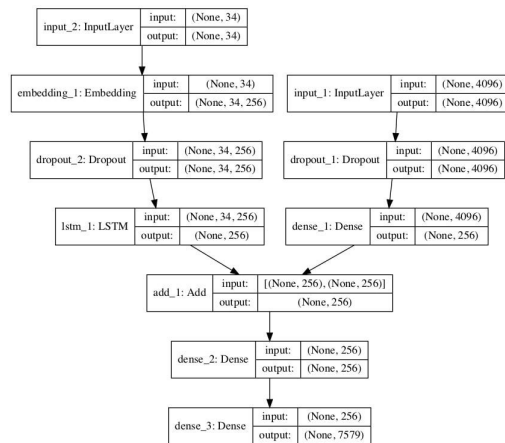 input_2: InputLayer input: (None, 34)
output: (None, 34)
embedding_1: Embedding input: (None, 34)
output: (None, 34, 256)
input_1: InputLayer input: (None, 4096)
output: (None, 4096)
dropout_2: Dropout input: (None, 34, 256)
output: (None, 34, 256)
dropout_1: Dropout input: (None, 4096)
output: (None, 4096)
lstm_1: LSTM input: (None, 34, 256)
output: (None, 256)
dense_1: Dense input: (None, 4096)
output: (None, 256)
add_1: Add input: [(None, 256), (None, 256)]
output: (None, 256)
dense_2: Dense input: (None, 256)
output: (None, 256)
dense_3: Dense input: (None, 256)
output: (None, 7579)